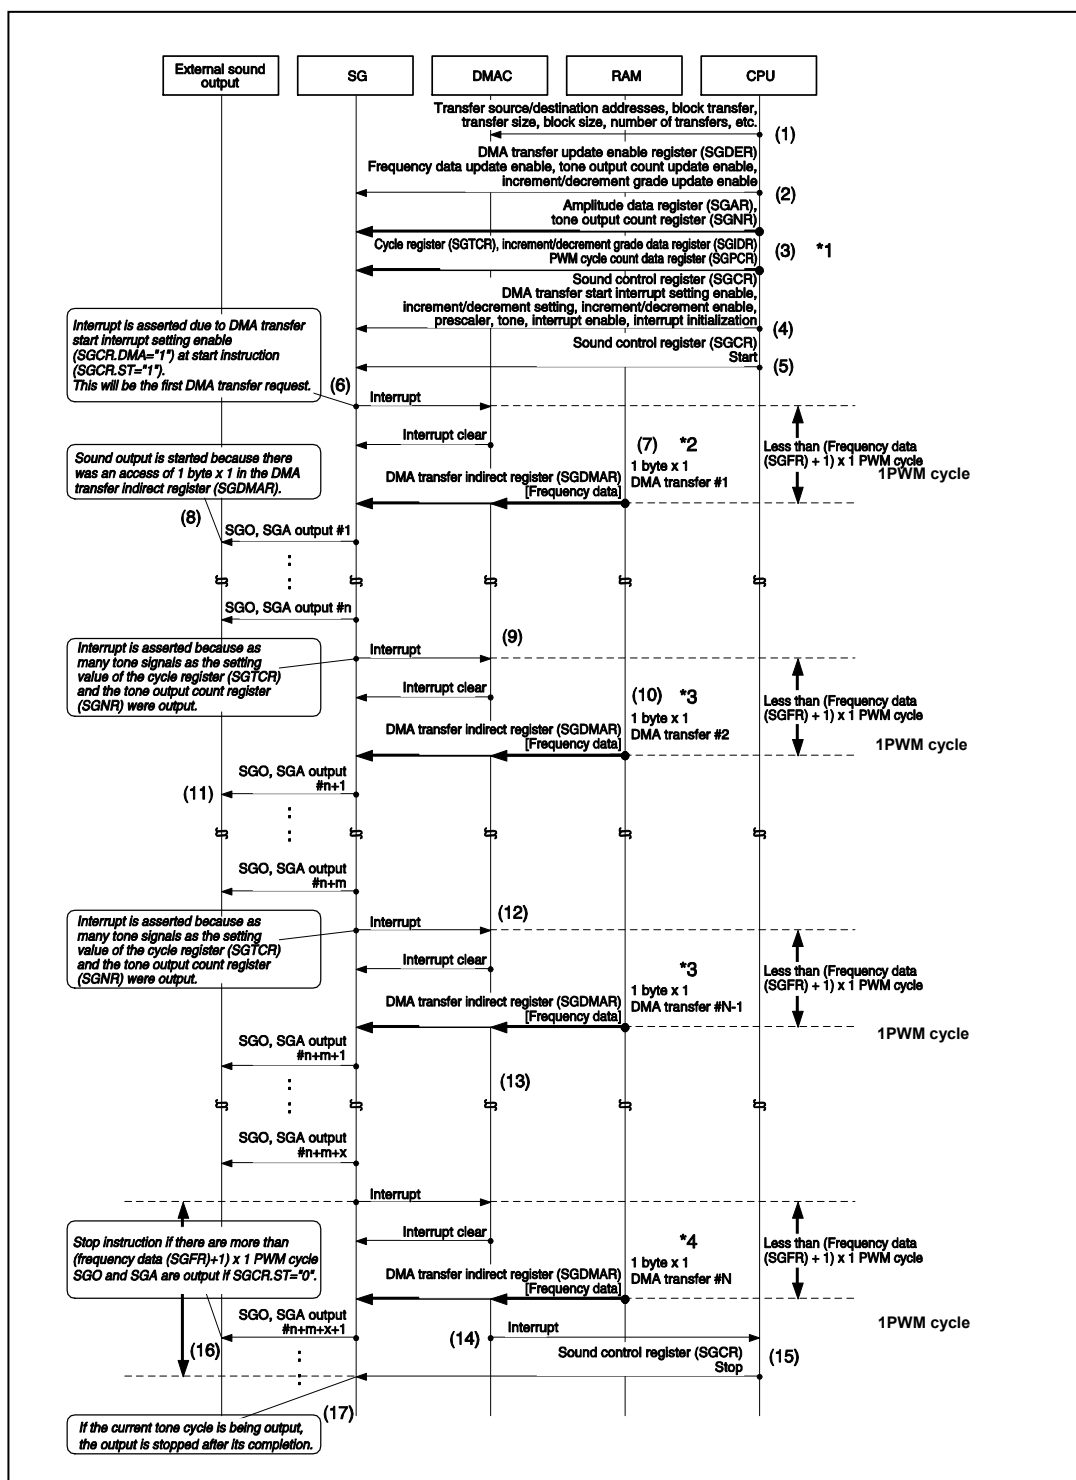 External sound
output
SG
DMAC
RAM
CPU
Transfer source/destination addresses, block transfer,
transfer size, block size, number of transfers, etc.
(1)
DMA transfer update enable register (SGDER)
Frequency data update enable, tone output count update enable,
increment/decrement grade update enable
(2)
Amplitude data register (SGAR),
tone output count register (SGNR)
Cycle register (SGTCR), increment/decrement grade data register (SGIDR)
PWM cycle count data register (SGPCR)
(3) *1
Sound control register (SGCR)
DMA transfer start interrupt setting enable,
increment/decrement setting, increment/decrement enable,
prescaler, tone, interrupt enable, interrupt initialization
(4)
Sound control register (SGCR)
Start
(5)
Interrupt is asserted due to DMA transfer
start interrupt setting enable
(SGCR.DMA="1") at start instruction
(SGCR.ST="1").
This will be the first DMA transfer request.
(6)
Interrupt
Interrupt clear
(7) *2
1 byte x 1
DMA transfer #1
DMA transfer indirect register (SGDMAR)
[Frequency data]
Less than (Frequency data
(SGFR) + 1) x 1 PWM cycle
1PWM cycle
Sound output is started because there
was an access of 1 byte x 1 in the DMA
transfer indirect register (SGDMAR).
(8)
SGO, SGA output #1
SGO, SGA output #n
Interrupt is asserted because as
many tone signals as the setting
value of the cycle register (SGTCR)
and the tone output count register
(SGNR) were output.
(9)
Interrupt
Interrupt clear
(10) *3
1 byte x 1
DMA transfer #2
DMA transfer indirect register (SGDMAR)
[Frequency data]
Less than (Frequency data
(SGFR) + 1) x 1 PWM cycle
1PWM cycle
(11)
SGO, SGA output
#n+1
SGO, SGA output
#n+m
Interrupt is asserted because as
many tone signals as the setting
value of the cycle register (SGTCR)
and the tone output count register
(SGNR) were output.
(12)
Interrupt
Interrupt clear
*3
1 byte x 1
DMA transfer #N-1
DMA transfer indirect register (SGDMAR)
[Frequency data]
Less than (Frequency data
(SGFR) + 1) x 1 PWM cycle
1PWM cycle
SGO, SGA output
#n+m+1
(13)
SGO, SGA output
#n+m+x
Interrupt
Interrupt clear
Stop instruction if there are more than
(frequency data (SGFR)+1) x 1 PWM cycle
SGO and SGA are output if SGCR.ST="0".
*4
1 byte x 1
DMA transfer #N
DMA transfer indirect register (SGDMAR)
[Frequency data]
Less than (Frequency data
(SGFR) + 1) x 1 PWM cycle
1PWM cycle
SGO, SGA output
#n+m+x+1
(14)
Interrupt
(16)
Sound control register (SGCR)
Stop
(15)
(17)
If the current tone cycle is being output,
the output is stopped after its completion.